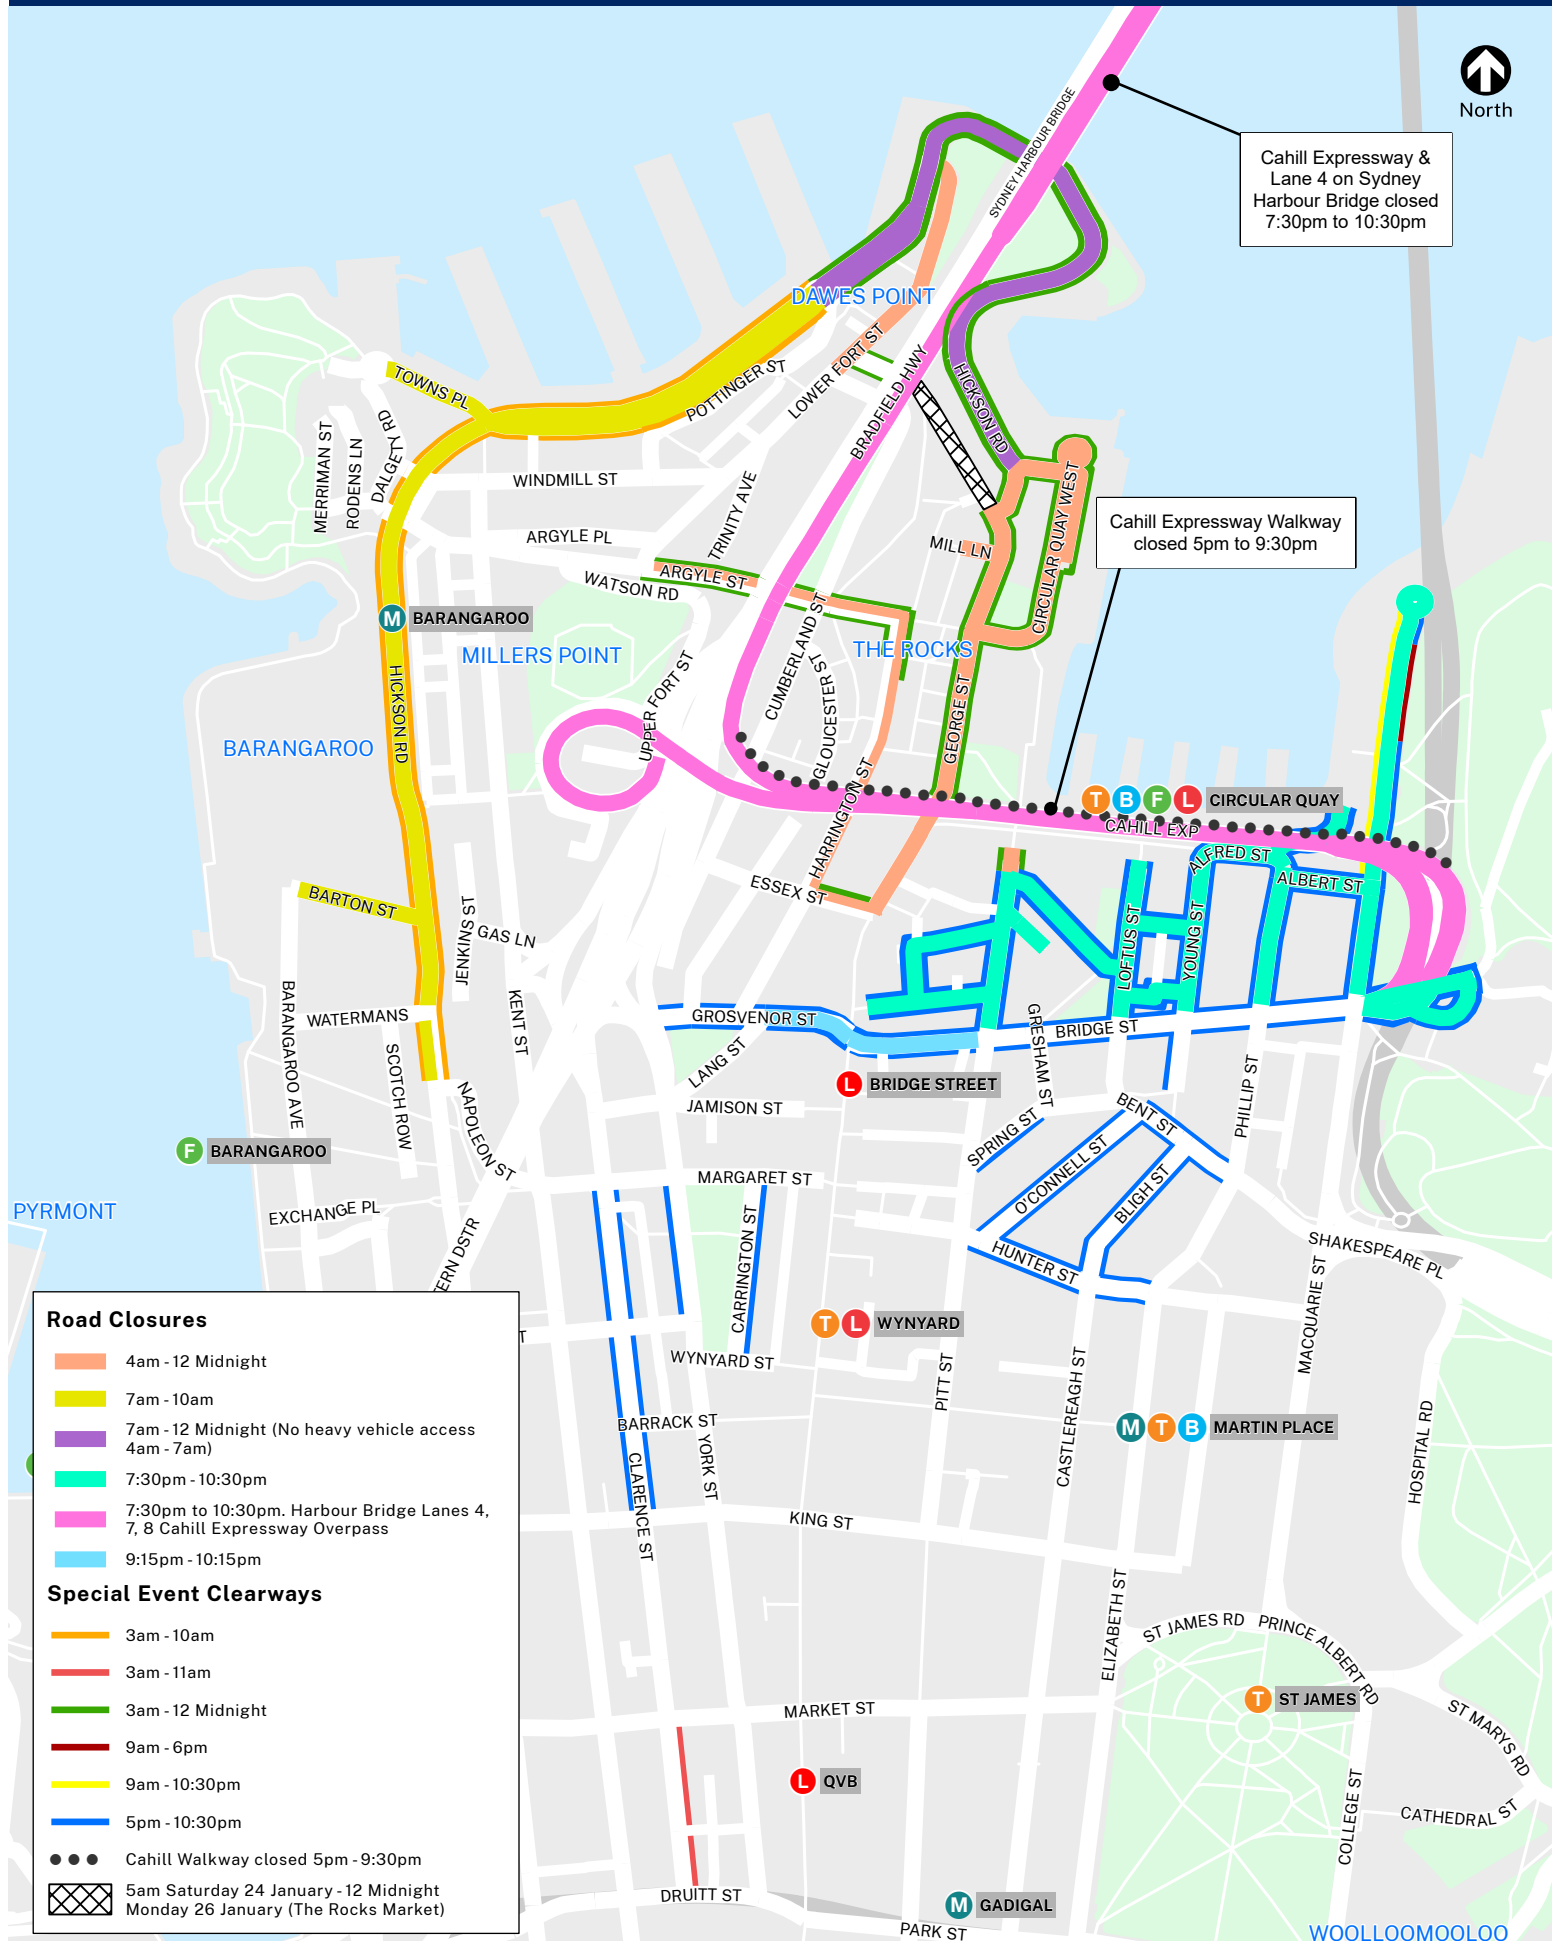 North
SYDNEY HARBOUR BRIDGE
Cahill Expressway &
Lane 4 on Sydney
Harbour Bridge closed
7:30pm to 10:30pm
DAWES POINT
TOWNS PL
POTTINGER ST
LOWER FORT ST
BRADFIELD HWY
HICKSON RD
MERRIMAN ST
RODENS LN
DALGETY RD
WINDMILL ST
TRINITY AVE
ARGYLE PL
ARGYLE ST
WATSON RD
MILL LN
CIRCULAR QUAY WEST
Cahill Expressway Walkway
closed 5pm to 9:30pm
M BARANGAROO
MILLERS POINT
THE ROCKS
UPPER FORT ST
CUMBERLAND ST
GLOUCESTER ST
GEORGE ST
HICKSON RD
BARANGAROO
HARRINGTON ST
T B F L CIRCULAR QUAY
CAHILL EXP
ALFRED ST
ALBERT ST
ESSEX ST
BARTON ST
JENKINS ST
GAS LN
LOFTUS ST
YOUNG ST
BARANGAROO AVE
WATERMANS
KENT ST
GROSVENOR ST
GRESHAM ST
BRIDGE ST
LANG ST
L BRIDGE STREET
SCOTCH ROW
NAPOLEON ST
JAMISON ST
SPRING ST
BENT ST
PHILLIP ST
F BARANGAROO
MARGARET ST
O'CONNELL ST
BLIGH ST
PYRMONT
EXCHANGE PL
CARRINGTON ST
HUNTER ST
SHAKESPEARE PL
ERN DSTR
MACQUARIE ST
T L WYNYARD
T
WYNYARD ST
PITT ST
CASTLEREAGH ST
BARRACK ST
YORK ST
M T B MARTIN PLACE
HOSPITAL RD
CLARENCE ST
KING ST
ELIZABETH ST
ST JAMES RD
PRINCE ALBERT RD
T ST JAMES
ST MARYS RD
MARKET ST
L QVB
COLLEGE ST
CATHEDRAL ST
DRUITT ST
M GADIGAL
PARK ST
WOOLLOOMOOLOO
Road Closures
4am - 12 Midnight
7am - 10am
7am - 12 Midnight (No heavy vehicle access
4am - 7am)
7:30pm - 10:30pm
7:30pm to 10:30pm. Harbour Bridge Lanes 4,
7, 8 Cahill Expressway Overpass
9:15pm - 10:15pm
Special Event Clearways
3am - 10am
3am - 11am
3am - 12 Midnight
9am - 6pm
9am - 10:30pm
5pm - 10:30pm
Cahill Walkway closed 5pm - 9:30pm
5am Saturday 24 January - 12 Midnight
Monday 26 January (The Rocks Market)